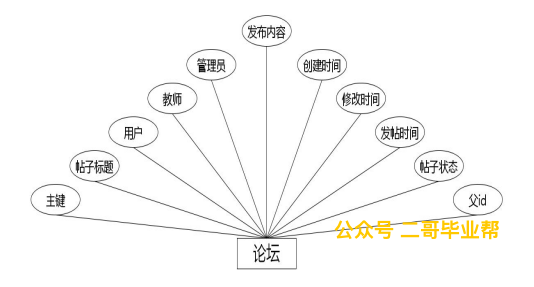 发布内容
管理员
创建时间
教师
修改时间
用户
发帖时间
帖子标题
帖子状态
主键
父id
公众号 二哥毕业帮
论坛